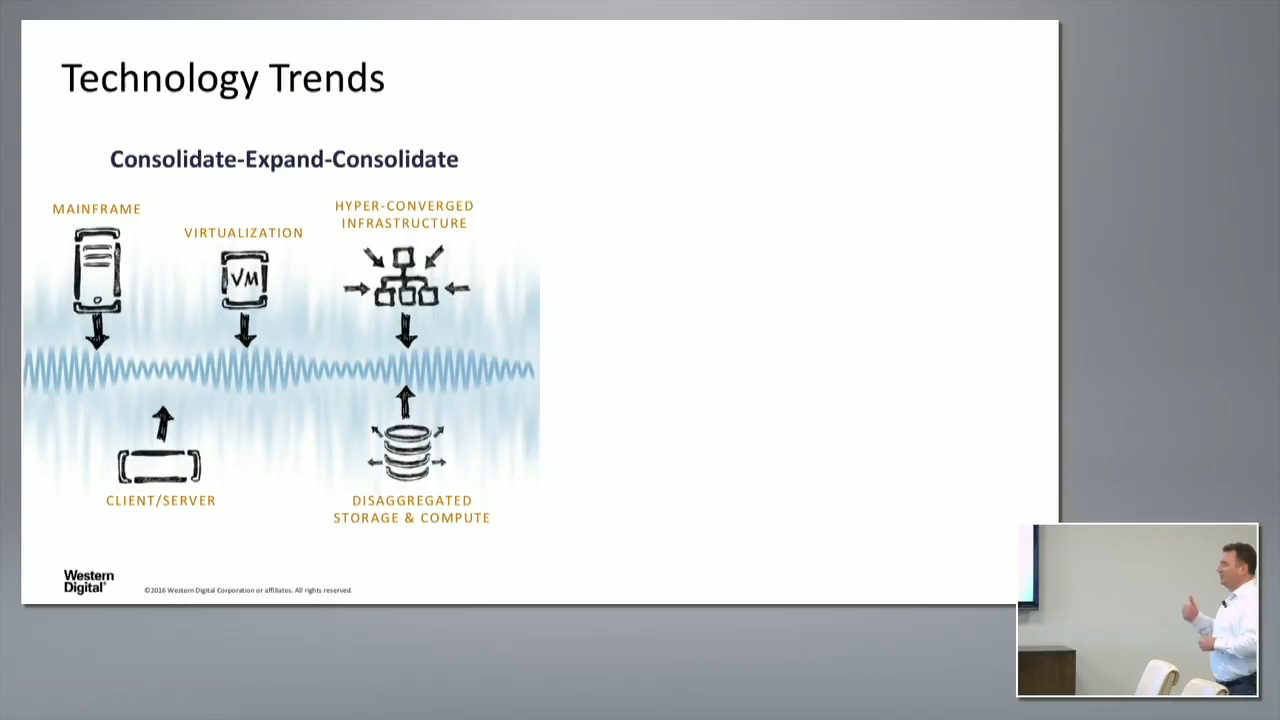 Technology Trends
Consolidate-Expand-Consolidate
MAINFRAME
VIRTUALIZATION
HYPER-CONVERGED
INFRASTRUCTURE
VM
CLIENT/SERVER
DISAGGREGATED
STORAGE & COMPUTE
Western
Digital®
©2016 Western Digital Corporation or affiliates. All rights reserved.